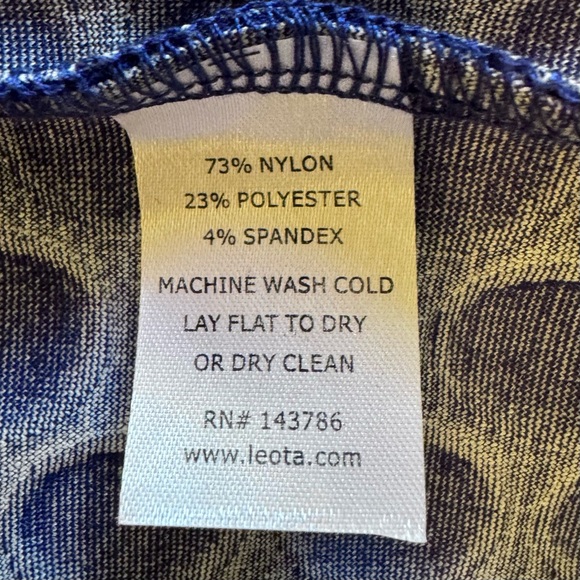 73% NYLON
23% POLYESTER
4% SPANDEX
MACHINE WASH COLD
LAY FLAT TO DRY
OR DRY CLEAN
RN# 143786
www.leota.com